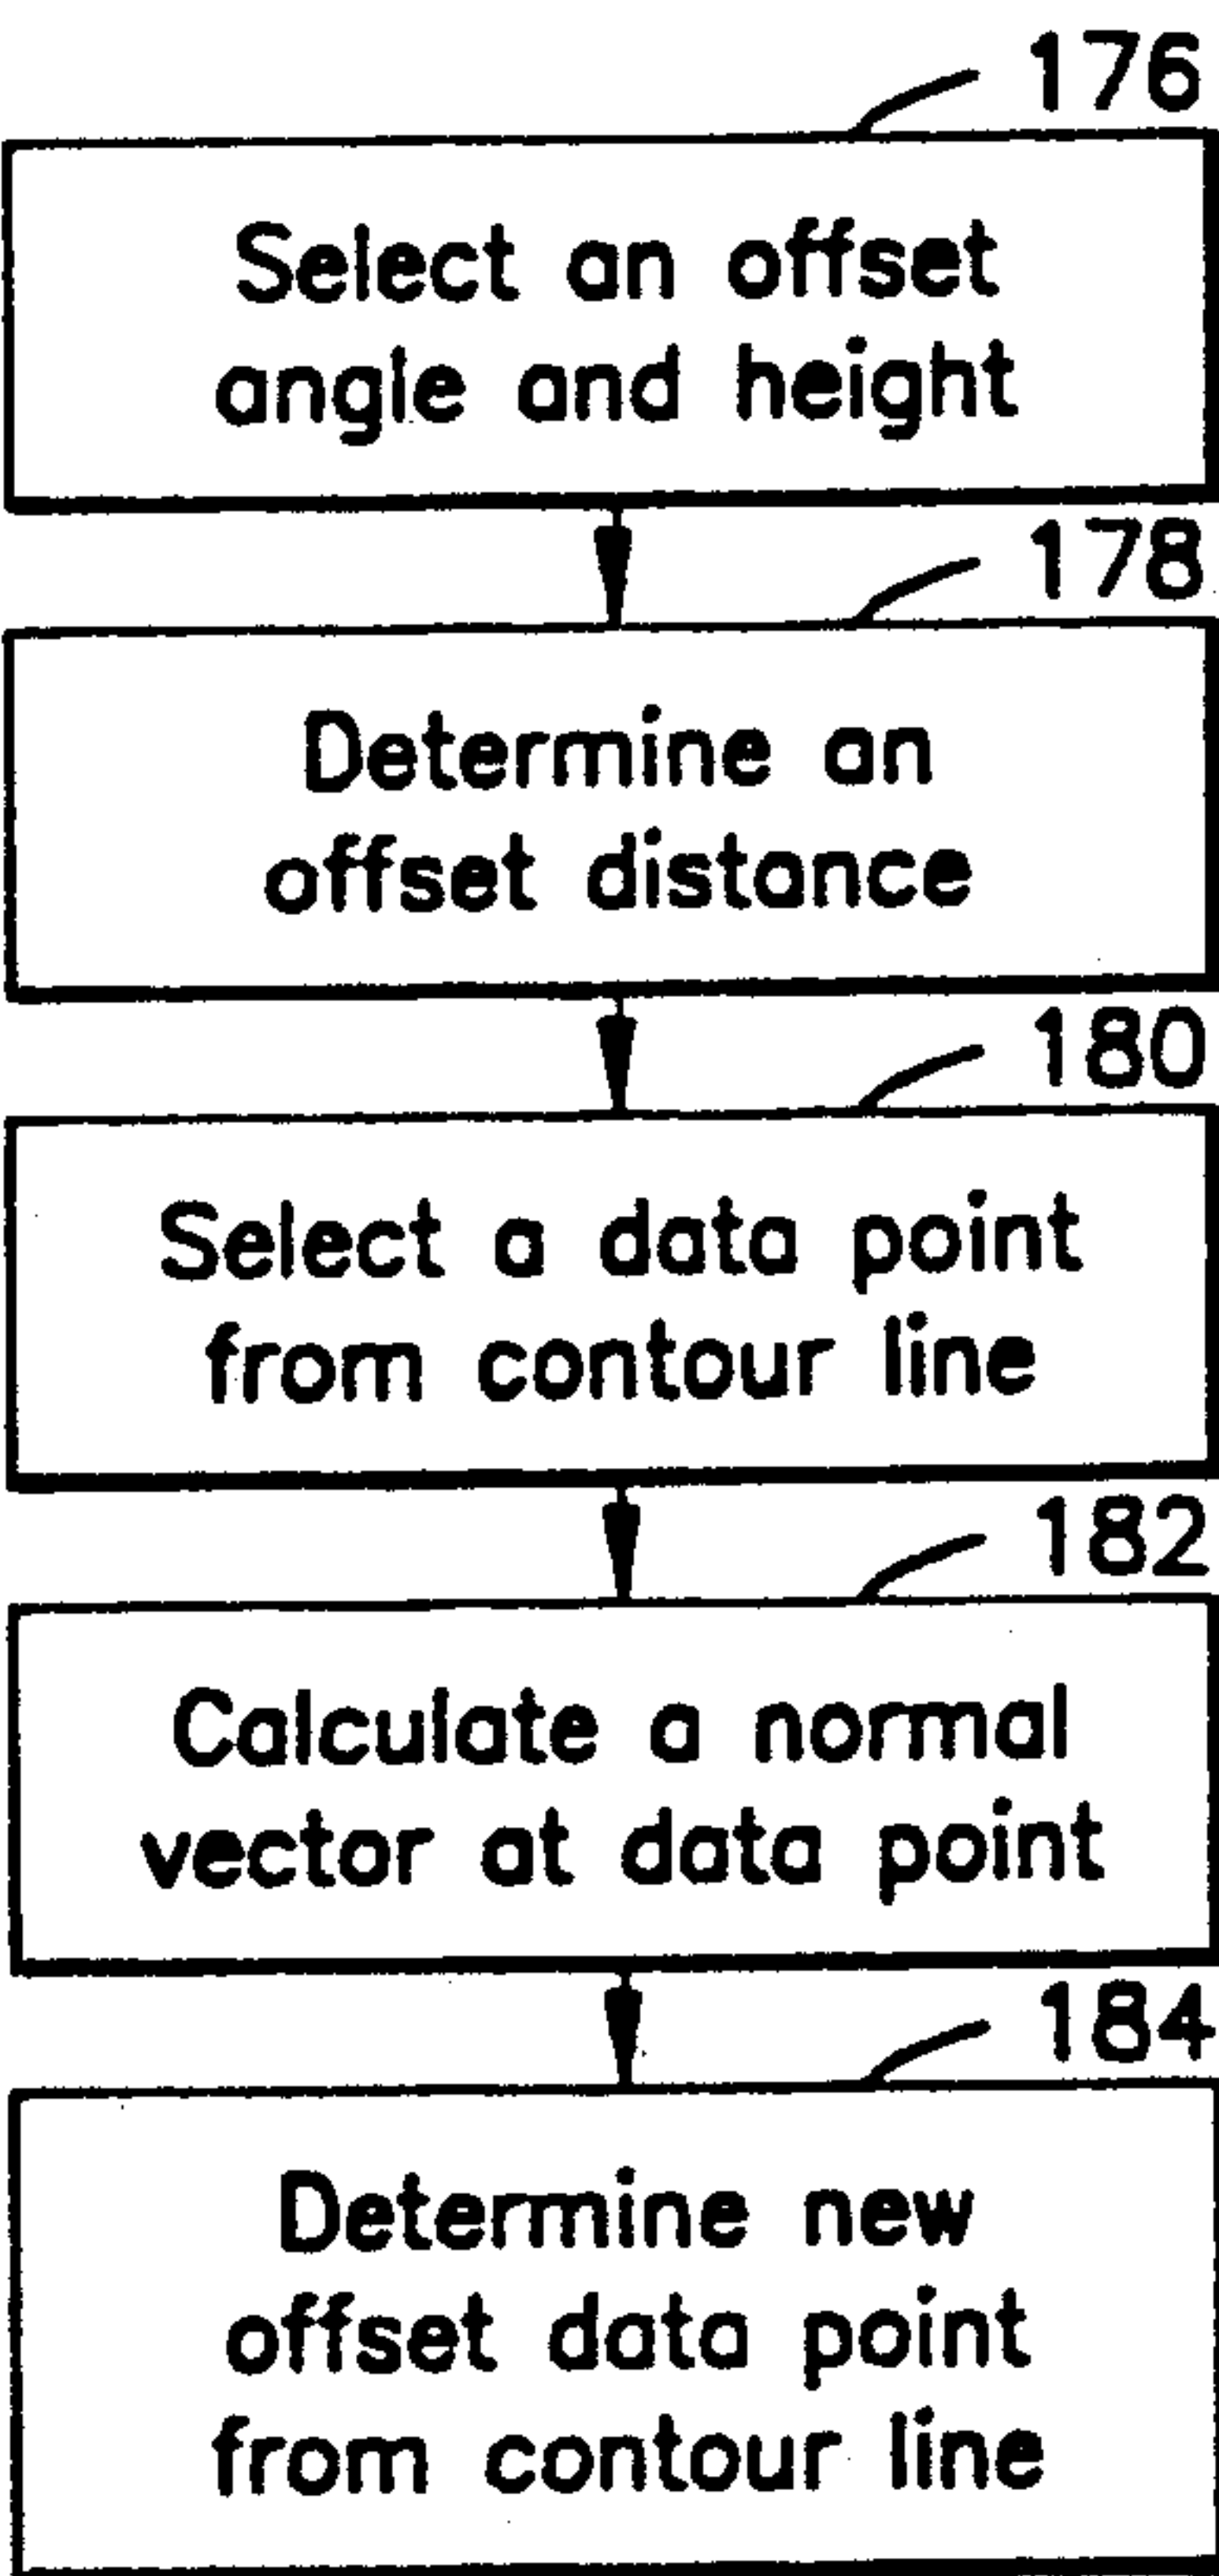 176
Select an offset
angle and height
178
Determine an
offset distance
180
Select a data point
from contour line
182
Calculate a normal
vector at data point
184
Determine new
offset data point
from contour line